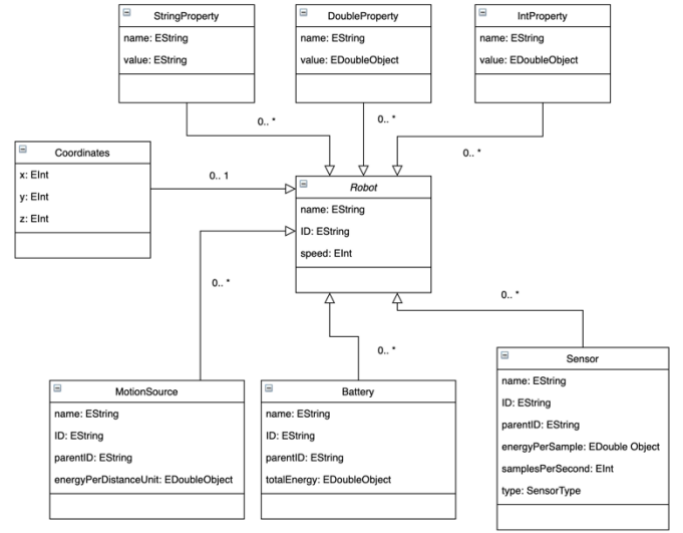 StringProperty
name: EString
value: EString
DoubleProperty
name: EString
value: EDoubleObject
IntProperty
name: EString
value: EDoubleObject
0.. *
0.. *
0.. *
Coordinates
x: EInt
y: EInt
z: EInt
0.. 1
Robot
name: EString
ID: EString
speed: EInt
0.. *
0.. *
0.. *
MotionSource
name: EString
ID: EString
parentID: EString
energyPerDistanceUnit: EDoubleObject
Battery
name: EString
ID: EString
parentID: EString
totalEnergy: EDoubleObject
Sensor
name: EString
ID: EString
parentID: EString
energyPerSample: EDouble Object
samplesPerSecond: EInt
type: SensorType